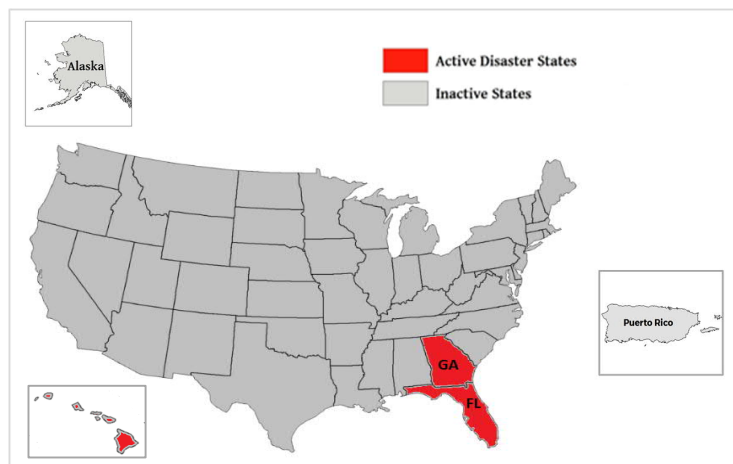 Alaska
Active Disaster States
Inactive States
Puerto Rico
GA
FL